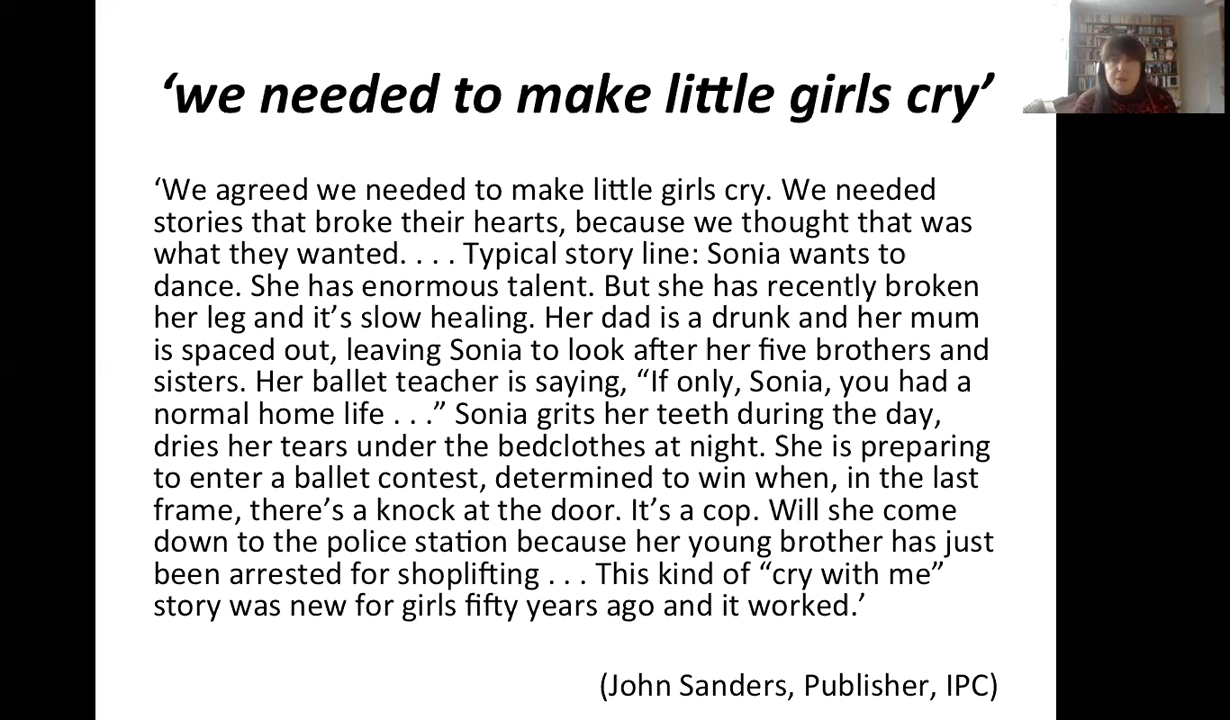 ‘we needed to make little girls cry’
‘We agreed we needed to make little girls cry. We needed
stories that broke their hearts, because we thought that was
what they wanted. . . . Typical story line: Sonia wants to
dance. She has enormous talent. But she has recently broken
her leg and it’s slow healing. Her dad is a drunk and her mum
is spaced out, leaving Sonia to look after her five brothers and
sisters. Her ballet teacher is saying, “If only, Sonia, you had a
normal home life . . .” Sonia grits her teeth during the day,
dries her tears under the bedclothes at night. She is preparing
to enter a ballet contest, determined to win when, in the last
frame, there’s a knock at the door. It’s a cop. Will she come
down to the police station because her young brother has just
been arrested for shoplifting . . . This kind of “cry with me”
story was new for girls fifty years ago and it worked.’
(John Sanders, Publisher, IPC)